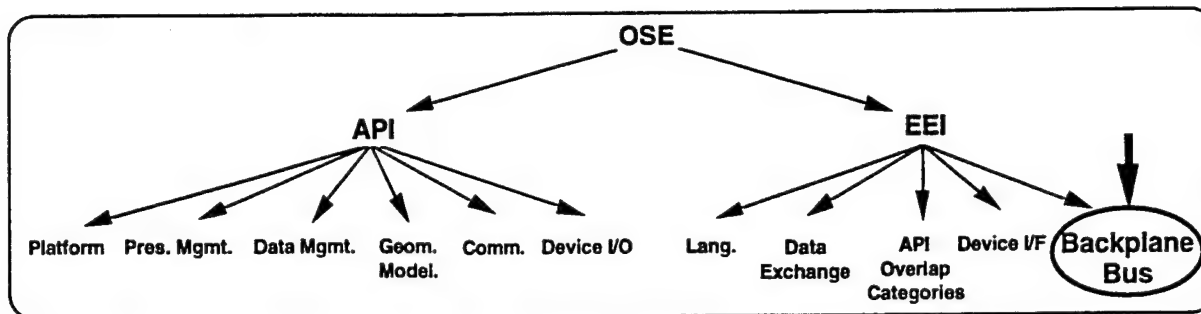 OSE
API
EEI
Platform
Pres. Mgmt.
Data Mgmt.
Geom.
Model.
Comm.
Device I/O
Lang.
Data
Exchange
API
Overlap
Categories
Device I/F
Backplane
Bus